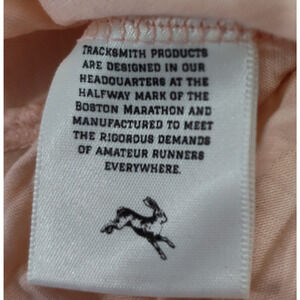 Tracksmith products
are designed in our
headquarters at the
halfway mark of the
Boston Marathon and
manufactured to meet
the rigorous demands
of amateur runners
everywhere.